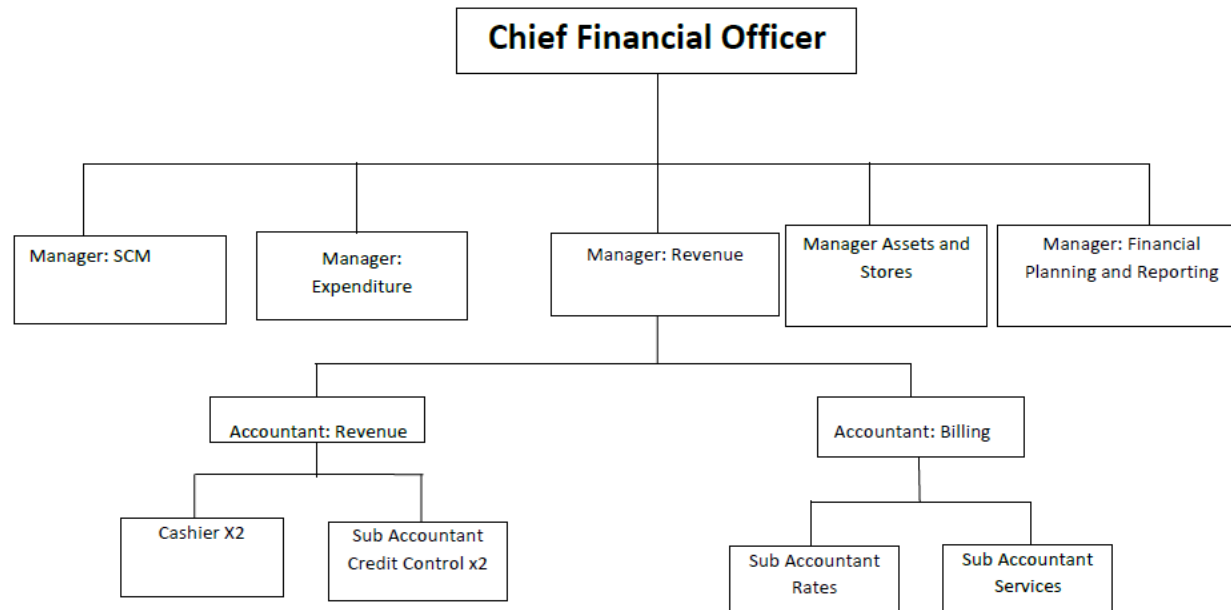 Chief Financial Officer
Manager: SCM
Manager:
Expenditure
Manager: Revenue
Manager Assets and
Stores
Manager: Financial
Planning and Reporting
Accountant: Revenue
Accountant: Billing
Cashier X2
Sub Accountant
Credit Control x2
Sub Accountant
Rates
Sub Accountant
Services